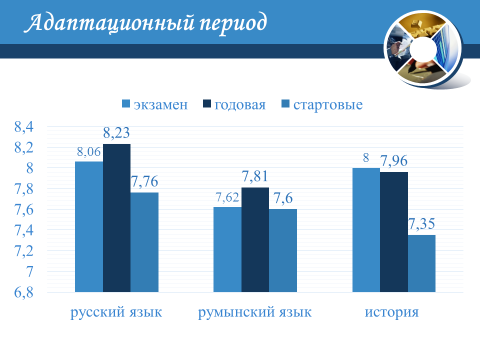 Адаптационный период
экзамен годовая стартовые
8,4
8,2
8
7,8
7,6
7,4
7,2
7
6,8
8,06 8,23 7,76
7,62 7,81 7,6
8 7,96 7,35
русский язык румынский язык история